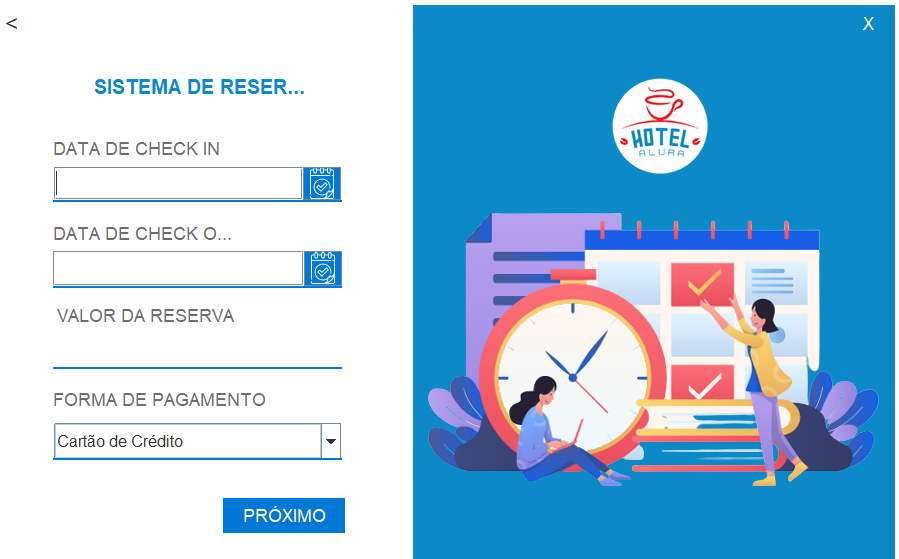 <
SISTEMA DE RESER...
DATA DE CHECK IN
DATA DE CHECK O...
VALOR DA RESERVA
FORMA DE PAGAMENTO
Cartão de Crédito
PRÓXIMO
X
HOTEL
ALURA